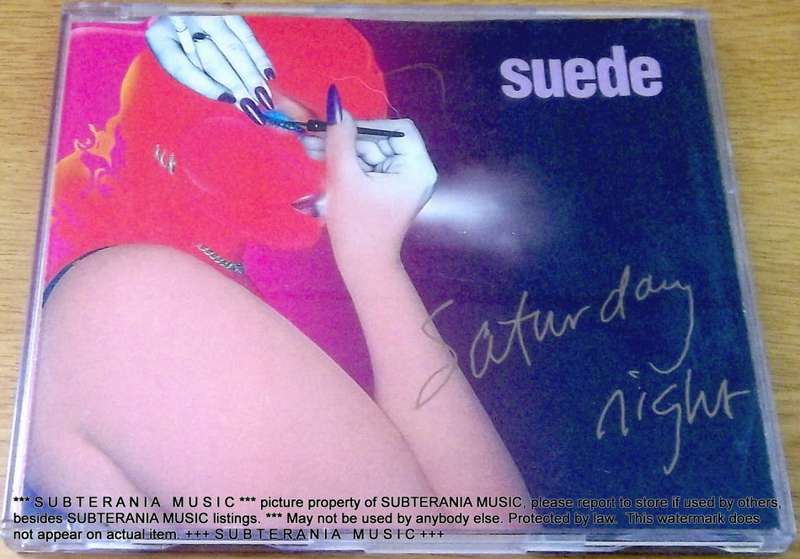 suede
Saturday
night
*** S U B T E R A N I A  M U S I C *** picture property of SUBTERANIA MUSIC, please report to store if used by others,
besides SUBTERANIA MUSIC listings. *** May not be used by anybody else. Protected by law. This watermark does
not appear on actual item. +++ S U B T E R A N I A  M U S I C +++